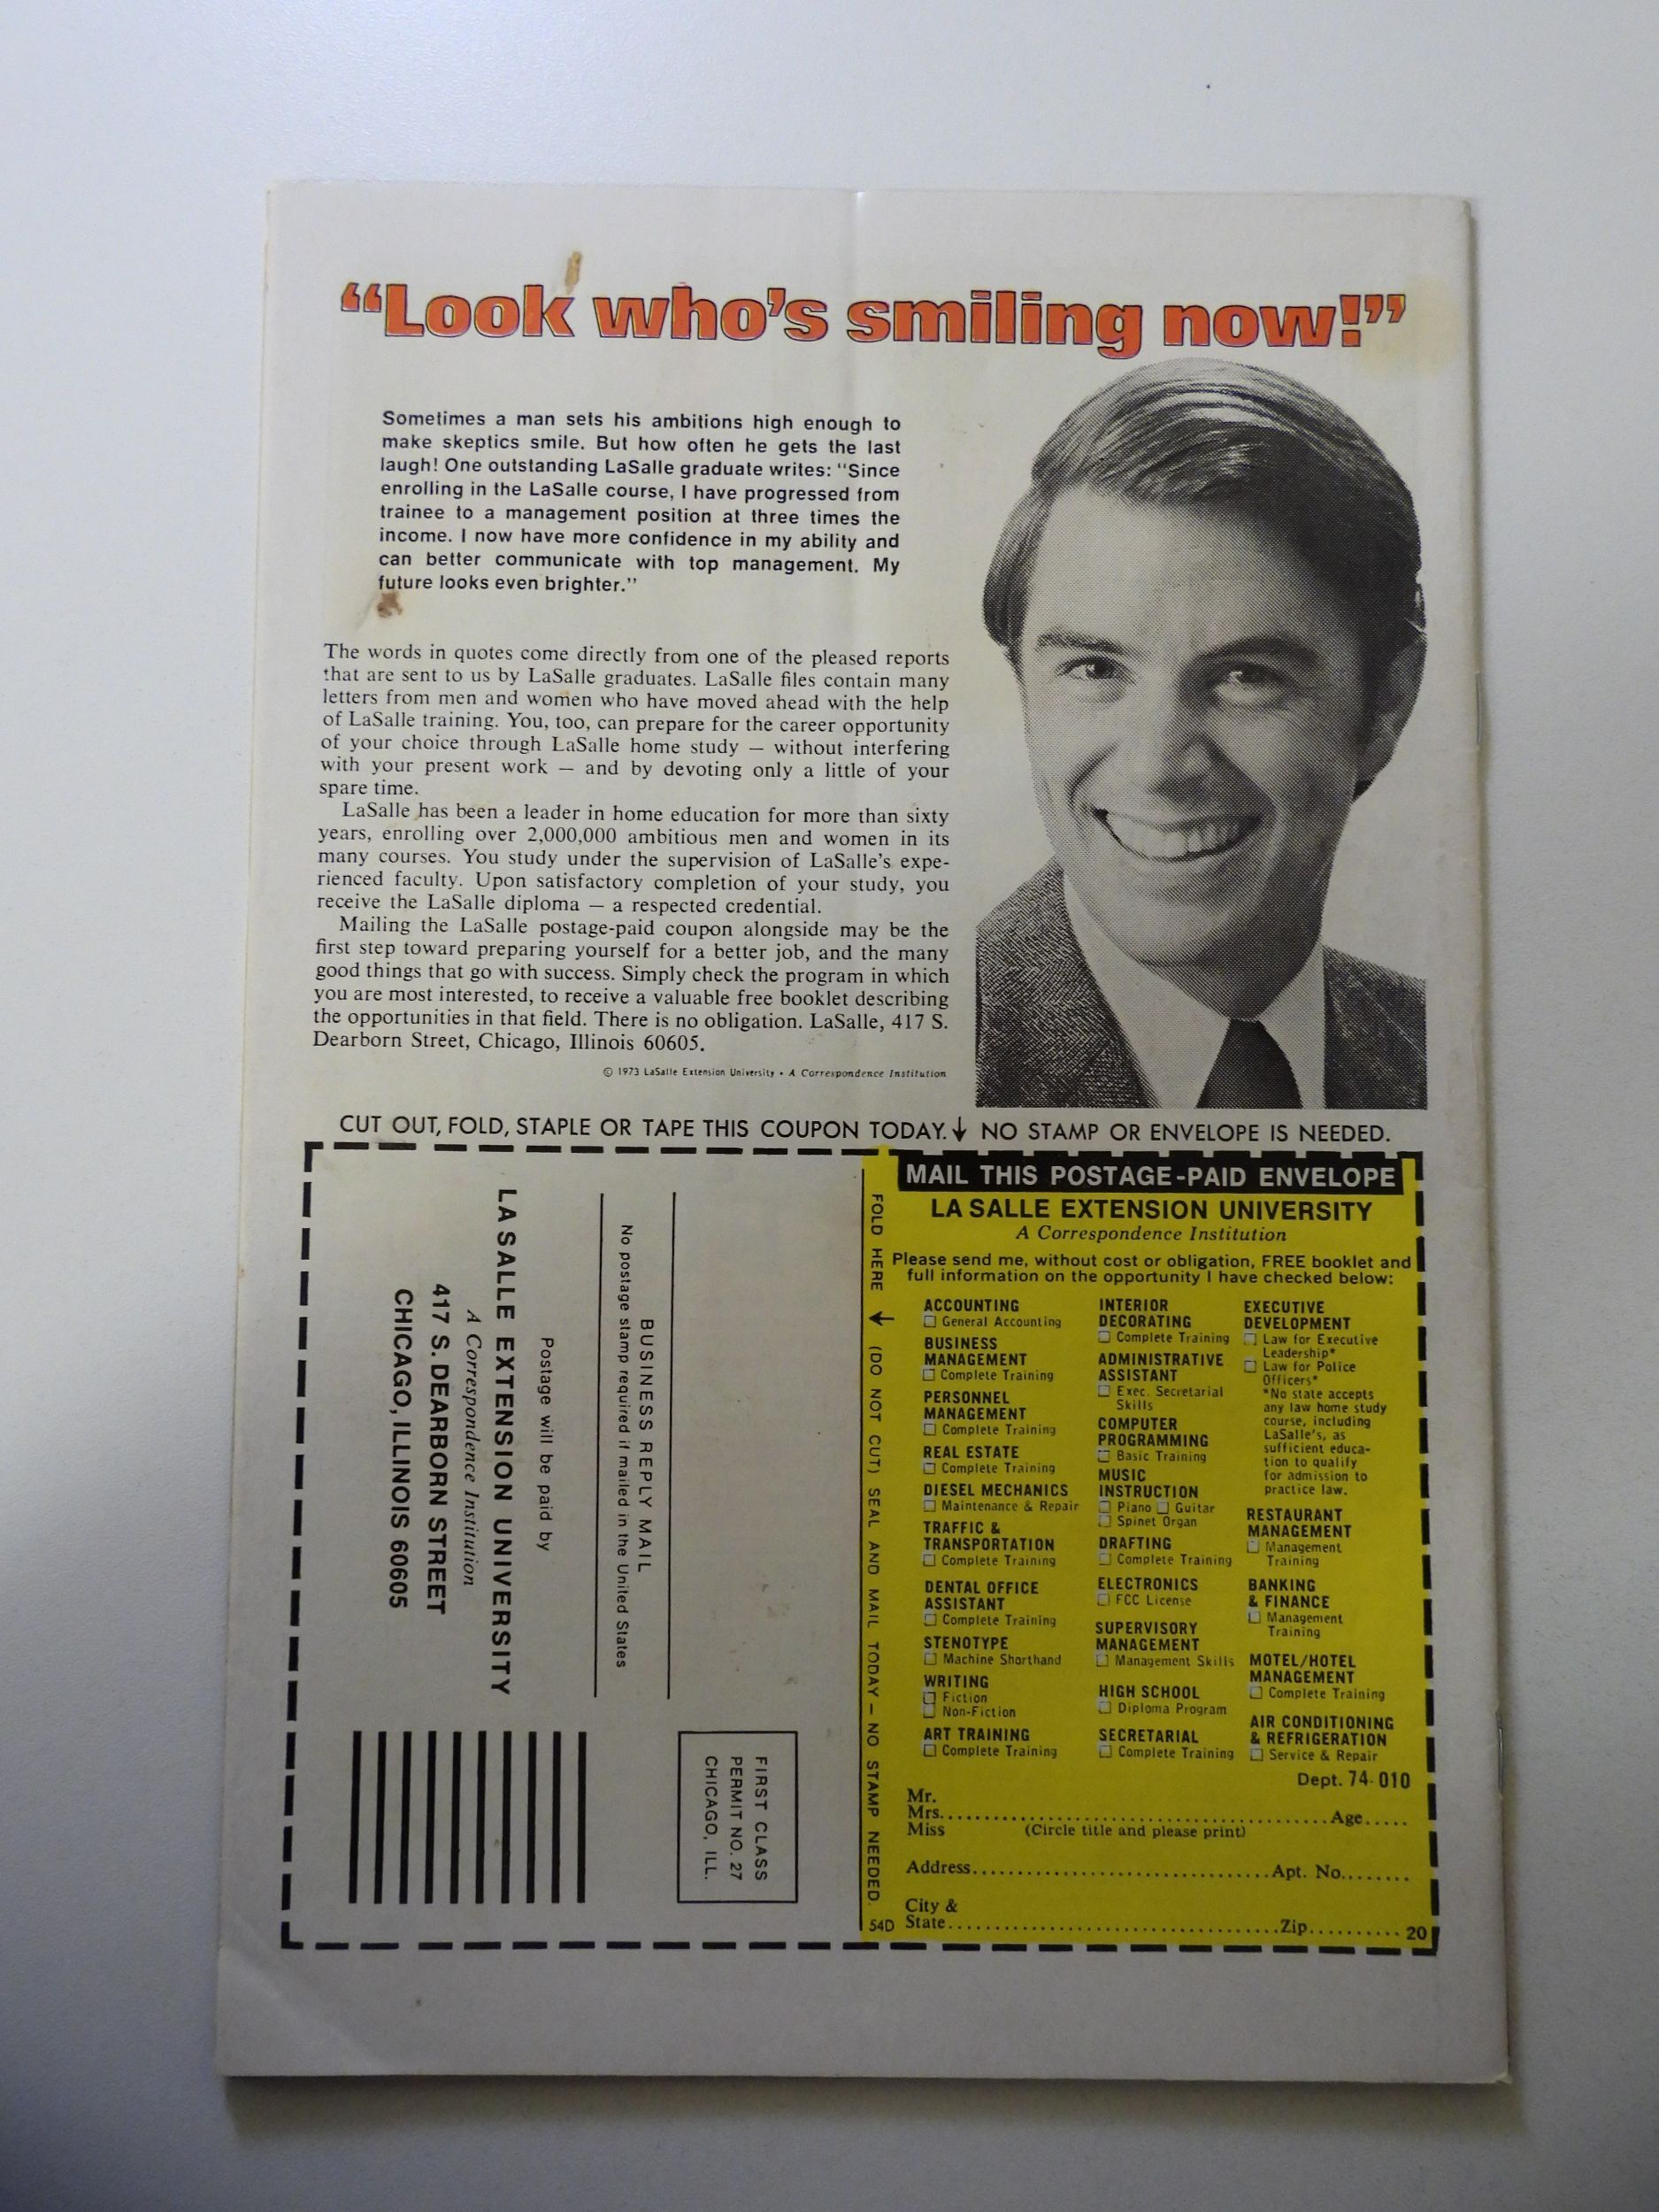 “Look who's smiling now!”
Sometimes a man sets his ambitions high enough to
make skeptics smile. But how often he gets the last
laugh! One outstanding LaSalle graduate writes: “Since
enrolling in the LaSalle course, I have progressed from
trainee to a management position at three times the
income. I now have more confidence in my ability and
can better communicate with top management. My
future looks even brighter.”
The words in quotes come directly from one of the pleased reports
that are sent to us by LaSalle graduates. LaSalle files contain many
letters from men and women who have moved ahead with the help
of LaSalle training. You, too, can prepare for the career opportunity
of your choice through LaSalle home study — without interfering
with your present work — and by devoting only a little of your
spare time.
LaSalle has been a leader in home education for more than sixty
years, enrolling over 2,000,000 ambitious men and women in its
many courses. You study under the supervision of LaSalle's expe-
rienced faculty. Upon satisfactory completion of your study, you
receive the LaSalle diploma — a respected credential.
Mailing the LaSalle postage-paid coupon alongside may be the
first step toward preparing yourself for a better job, and the many
good things that go with success. Simply check the program in which
you are most interested, to receive a valuable free booklet describing
the opportunities in that field. There is no obligation. LaSalle, 417 S.
Dearborn Street, Chicago, Illinois 60605.
© 1973 LaSalle Extension University • A Correspondence Institution
CUT OUT, FOLD, STAPLE OR TAPE THIS COUPON TODAY.↓ NO STAMP OR ENVELOPE IS NEEDED.
FIRST CLASS
PERMIT NO. 27
CHICAGO, ILL.
BUSINESS REPLY MAIL
No postage stamp required if mailed in the United States
Postage will be paid by
LA SALLE EXTENSION UNIVERSITY
A Correspondence Institution
417 S. DEARBORN STREET
CHICAGO, ILLINOIS 60605
FOLD HERE ↓ (DO NOT CUT) SEAL AND MAIL TODAY — NO STAMP NEEDED.
54D
MAIL THIS POSTAGE-PAID ENVELOPE
LA SALLE EXTENSION UNIVERSITY
A Correspondence Institution
Please send me, without cost or obligation, FREE booklet and
full information on the opportunity I have checked below:
ACCOUNTING
☐ General Accounting
BUSINESS
MANAGEMENT
☐ Complete Training
PERSONNEL
MANAGEMENT
☐ Complete Training
REAL ESTATE
☐ Complete Training
DIESEL MECHANICS
☐ Maintenance & Repair
TRAFFIC &
TRANSPORTATION
☐ Complete Training
DENTAL OFFICE
ASSISTANT
☐ Complete Training
STENOTYPE
☐ Machine Shorthand
WRITING
☐ Fiction
☐ Non-Fiction
ART TRAINING
☐ Complete Training
INTERIOR
DECORATING
☐ Complete Training
ADMINISTRATIVE
ASSISTANT
☐ Exec. Secretarial
Skills
COMPUTER
PROGRAMMING
☐ Basic Training
MUSIC
INSTRUCTION
☐ Piano ☐ Guitar
☐ Spinet Organ
DRAFTING
☐ Complete Training
ELECTRONICS
☐ FCC License
SUPERVISORY
MANAGEMENT
☐ Management Skills
HIGH SCHOOL
☐ Diploma Program
SECRETARIAL
☐ Complete Training
EXECUTIVE
DEVELOPMENT
☐ Law for Executive
Leadership*
☐ Law for Police
Officers*
*No state accepts
any law home study
course, including
LaSalle's, as
sufficient educa-
tion to qualify
for admission to
practice law.
RESTAURANT
MANAGEMENT
☐ Management
Training
BANKING
& FINANCE
☐ Management
Training
MOTEL/HOTEL
MANAGEMENT
☐ Complete Training
AIR CONDITIONING
& REFRIGERATION
☐ Service & Repair
Dept. 74-010
Mr.
Mrs. Age
Miss (Circle title and please print)
Address Apt. No.
City &
State Zip 20